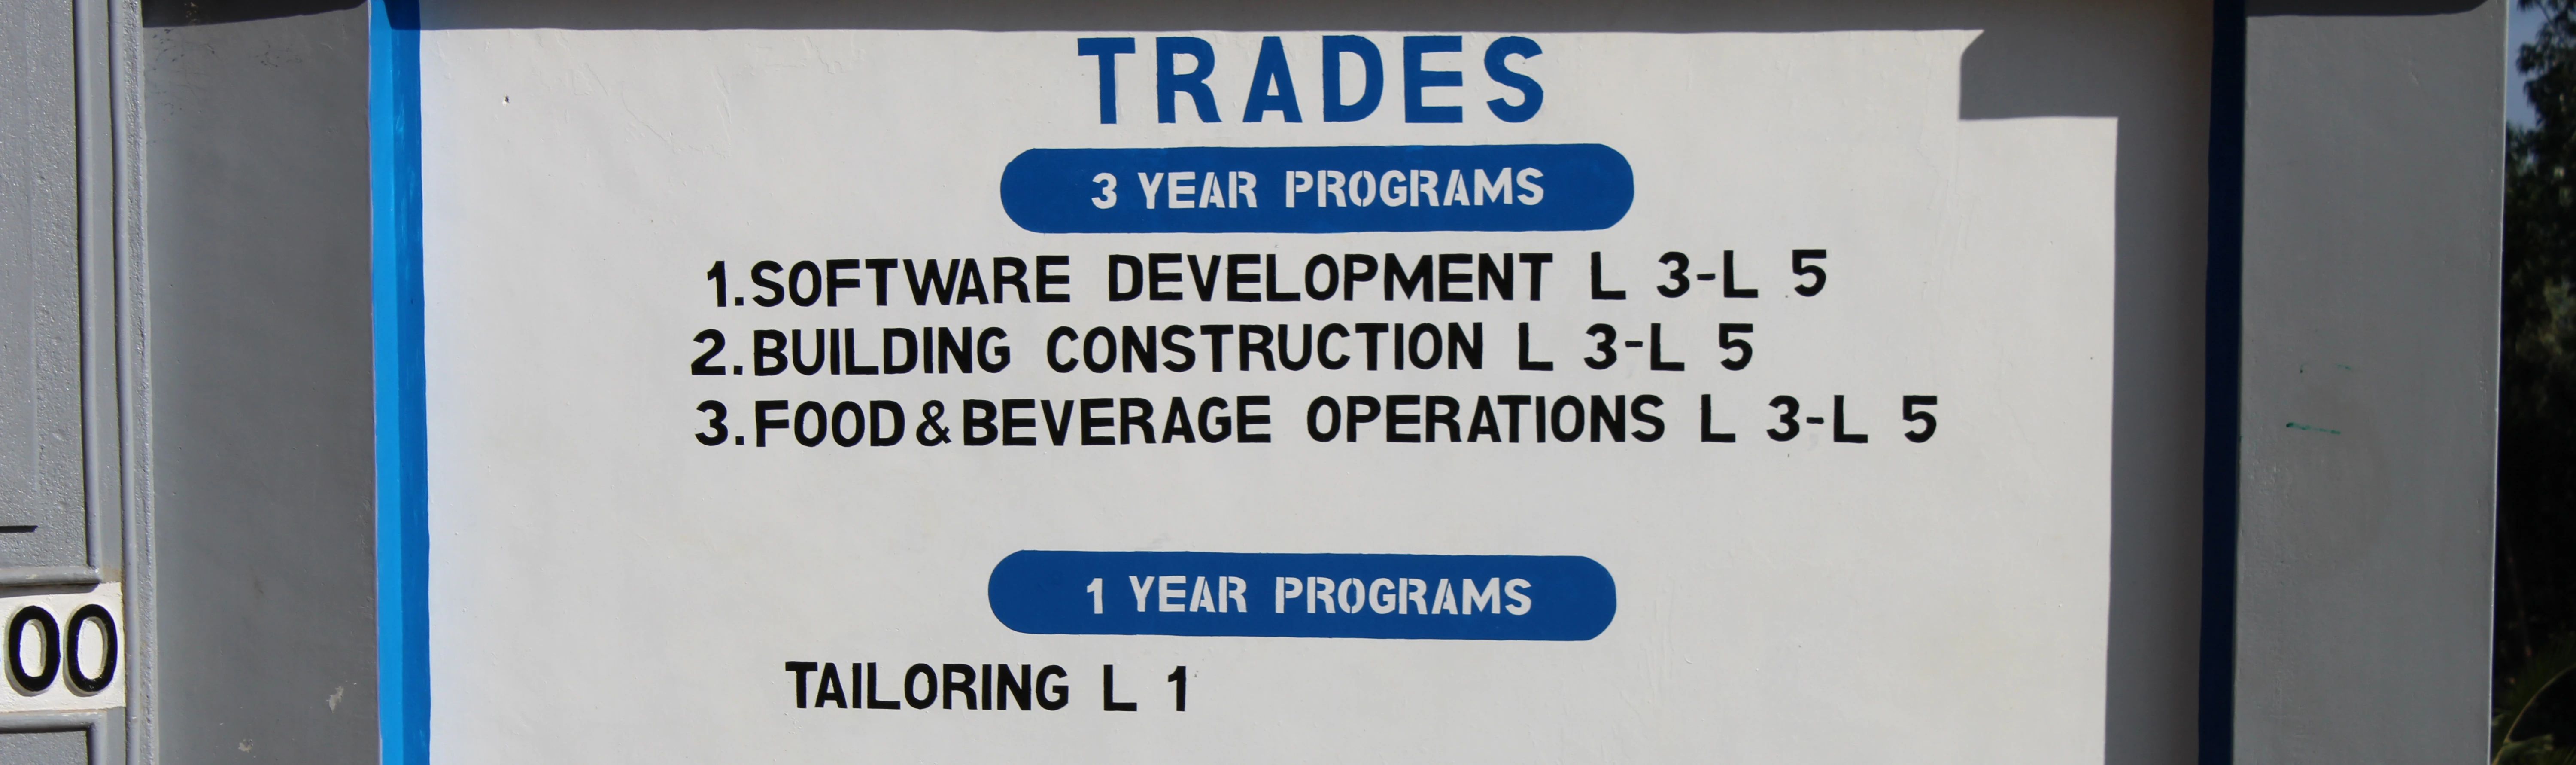 TRADES
3 YEAR PROGRAMS
1.SOFTWARE DEVELOPMENT L 3-L 5
2.BUILDING CONSTRUCTION L 3-L 5
3.FOOD&BEVERAGE OPERATIONS L 3-L 5
1 YEAR PROGRAMS
00
TAILORING L 1